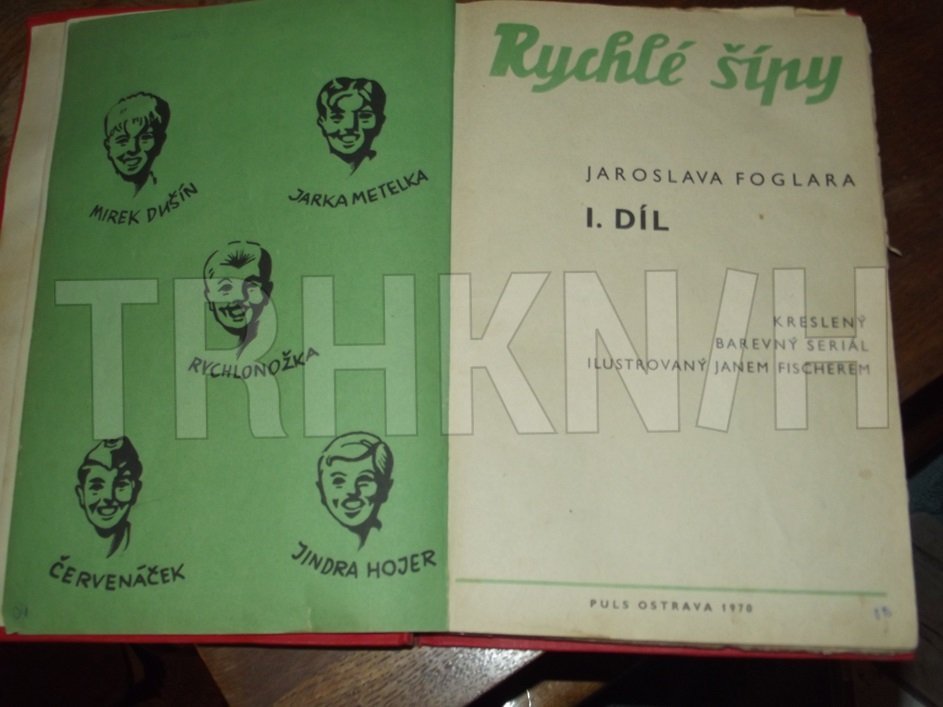 MIREK DUŠÍN
JARKA METELKA
RYCHLONOŽKA
ČERVENÁČEK
JINDRA HOJER
Rychlé šípy
JAROSLAVA FOGLARA
I. DÍL
KRESLENÝ
BAREVNÝ SERIÁL
ILUSTROVANÝ JANEM FISCHEREM
PULS OSTRAVA 1970
TRHKN/H